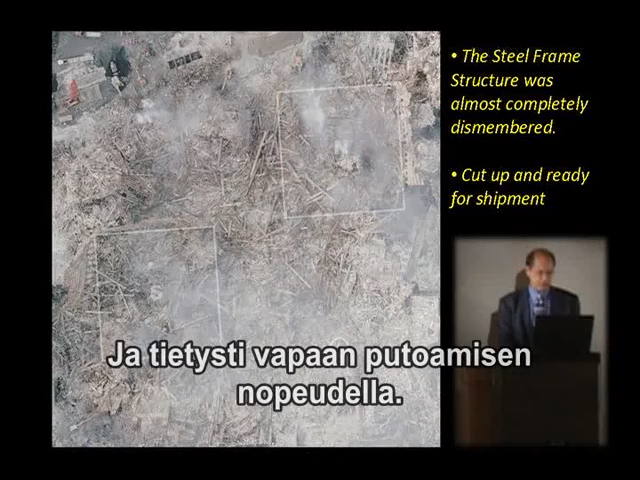 • The Steel Frame
Structure was
almost completely
dismembered.
• Cut up and ready
for shipment
N
S
Ja tietysti vapaan putoamisen
nopeudella.